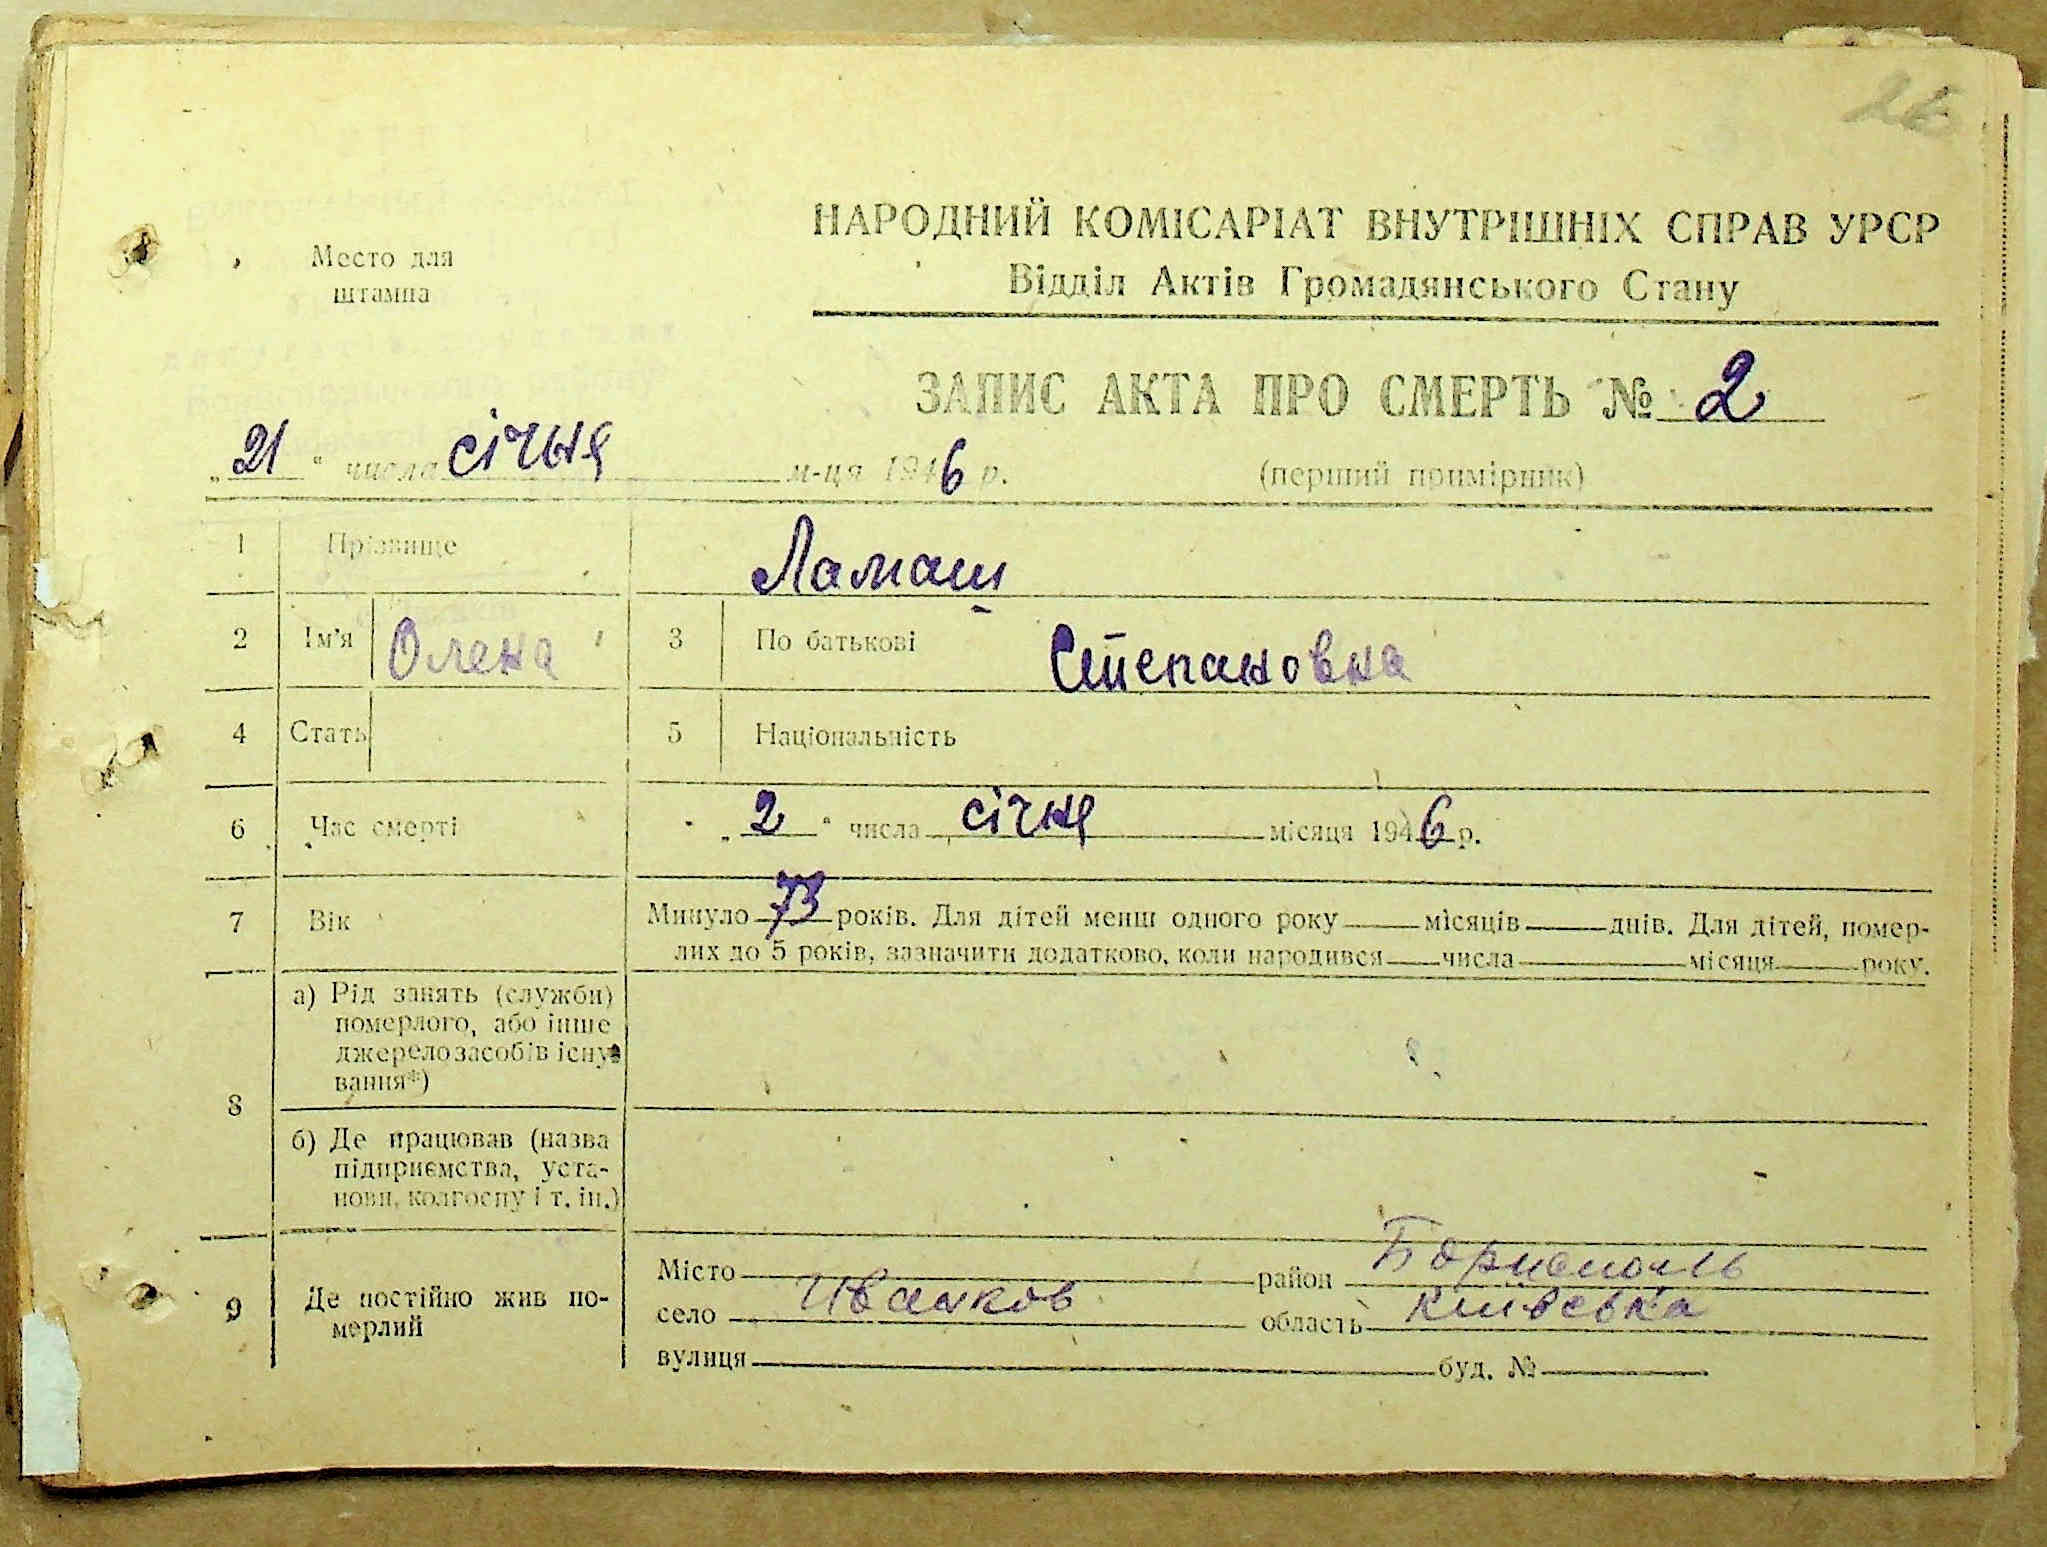 Место для
штампа
НАРОДНИЙ КОМІСАРІАТ ВНУТРІШНІХ СПРАВ УРСР
Відділ Актів Громадянського Стану
ЗАПИС АКТА ПРО СМЕРТЬ № 2
„21“ числа січня м-ця 1946 р.
(перший примірник)
1 Прізвище Ламаш
2 Ім'я Олена 3 По батькові Степановна
4 Стать 5 Національність
6 Час смерті „2“ числа січня місяця 1946 р.
7 Вік Минуло 73 років. Для дітей менш одного року місяців днів. Для дітей, помер-
лих до 5 років, зазначити додатково, коли народився числа місяця року.
8
а) Рід занять (служби)
померлого, або інше
джерело засобів існу-
вання*)
б) Де працював (назва
підприємства, уста-
нови, колгоспу і т. ін.)
9 Де постійно жив по-
мерлий
Місто район Бориспіль
село Иванков область Київська
вулиця буд. №